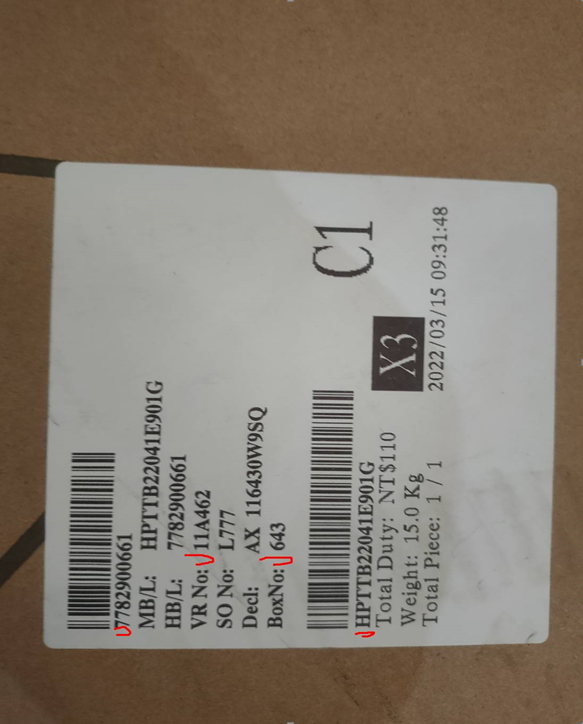 7782900661
MB/L: HPTTB22041E901G
HB/L: 7782900661
VR No: 11A462
SO No: L777
Decl: AX 116430W9SQ
BoxNo: 643
C1
HPTTB22041E901G
Total Duty: NT$110
X3
Weight: 15.0 Kg
Total Piece: 1 / 1
2022/03/15 09:31:48